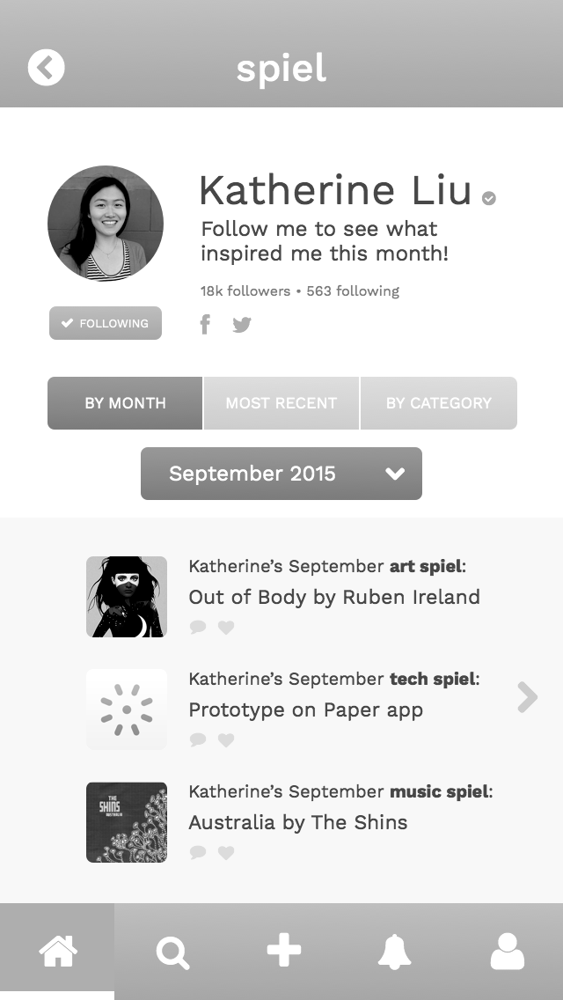 spiel
Katherine Liu
Follow me to see what
inspired me this month!
18k followers • 563 following
FOLLOWING
BY MONTH
MOST RECENT
BY CATEGORY
September 2015
Katherine’s September art spiel:
Out of Body by Ruben Ireland
Katherine’s September tech spiel:
Prototype on Paper app
THE
SHINS
AUSTRALIA
Katherine’s September music spiel:
Australia by The Shins